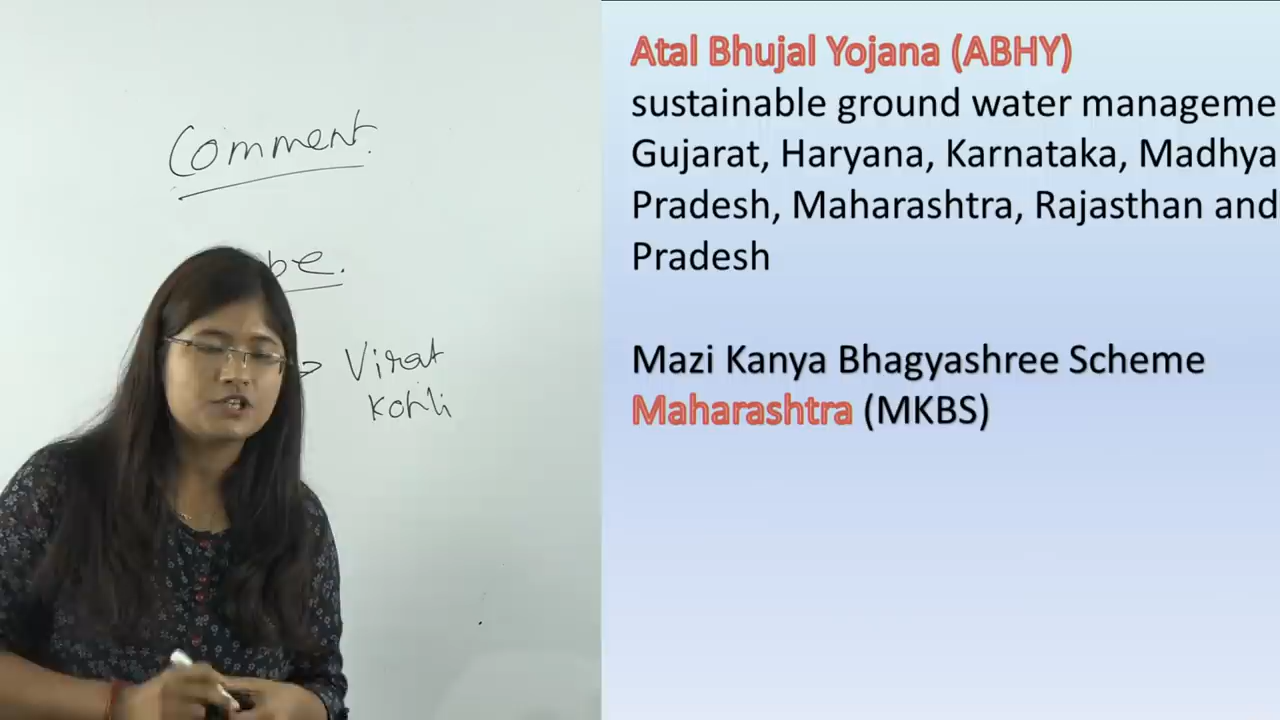 Comment.
be.
Virat
Kohli
Atal Bhujal Yojana (ABHY)
sustainable ground water manageme
Gujarat, Haryana, Karnataka, Madhya
Pradesh, Maharashtra, Rajasthan and
Pradesh
Mazi Kanya Bhagyashree Scheme
Maharashtra (MKBS)